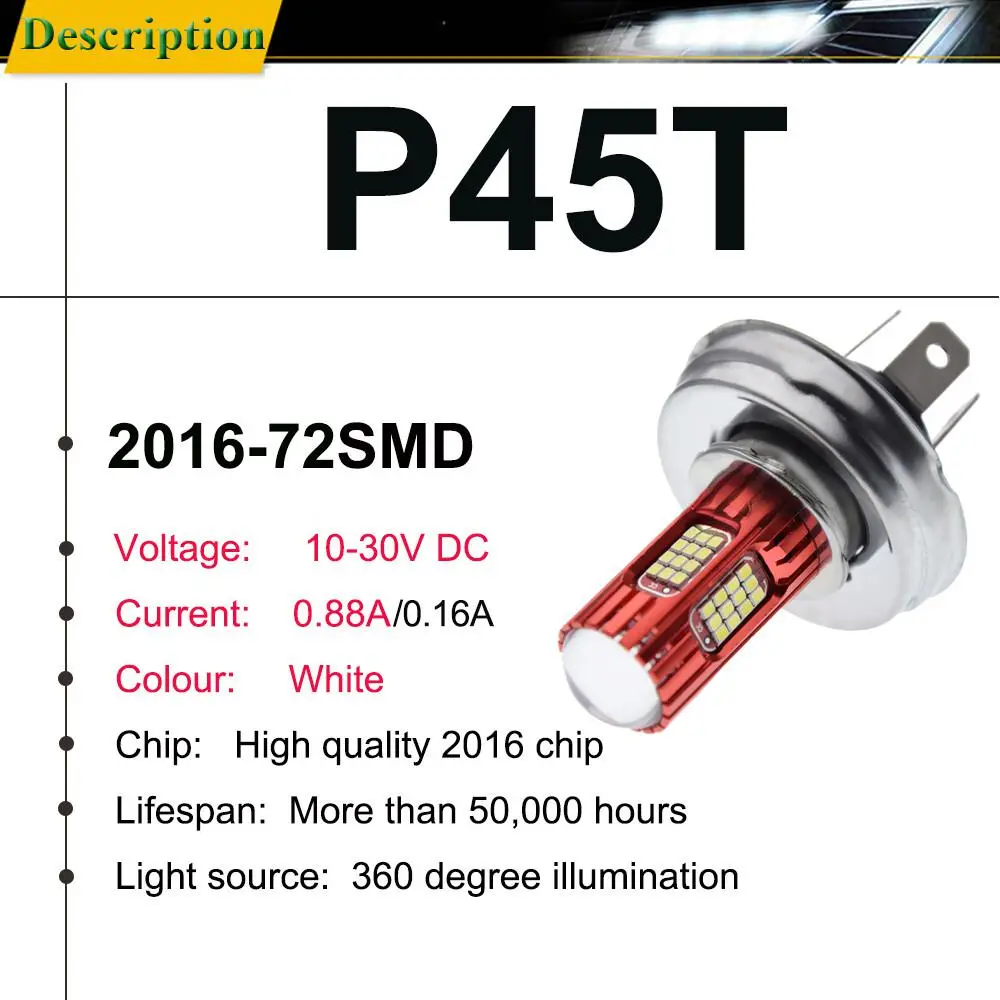 Description
P45T
2016-72SMD
Voltage: 10-30V DC
Current: 0.88A/0.16A
Colour: White
Chip: High quality 2016 chip
Lifespan: More than 50,000 hours
Light source: 360 degree illumination